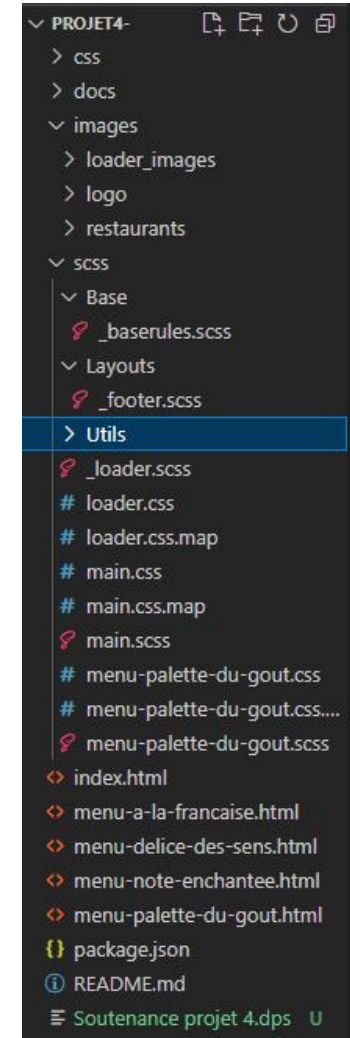 PROJET4-
css
docs
images
loader_images
logo
restaurants
scss
Base
_baserules.scss
Layouts
_footer.scss
Utils
_loader.scss
# loader.css
# loader.css.map
# main.css
# main.css.map
main.scss
# menu-palette-du-gout.css
# menu-palette-du-gout.css....
menu-palette-du-gout.scss
<> index.html
<> menu-a-la-francaise.html
<> menu-delice-des-sens.html
<> menu-note-enchantee.html
<> menu-palette-du-gout.html
{} package.json
README.md
Soutenance projet 4.dps U